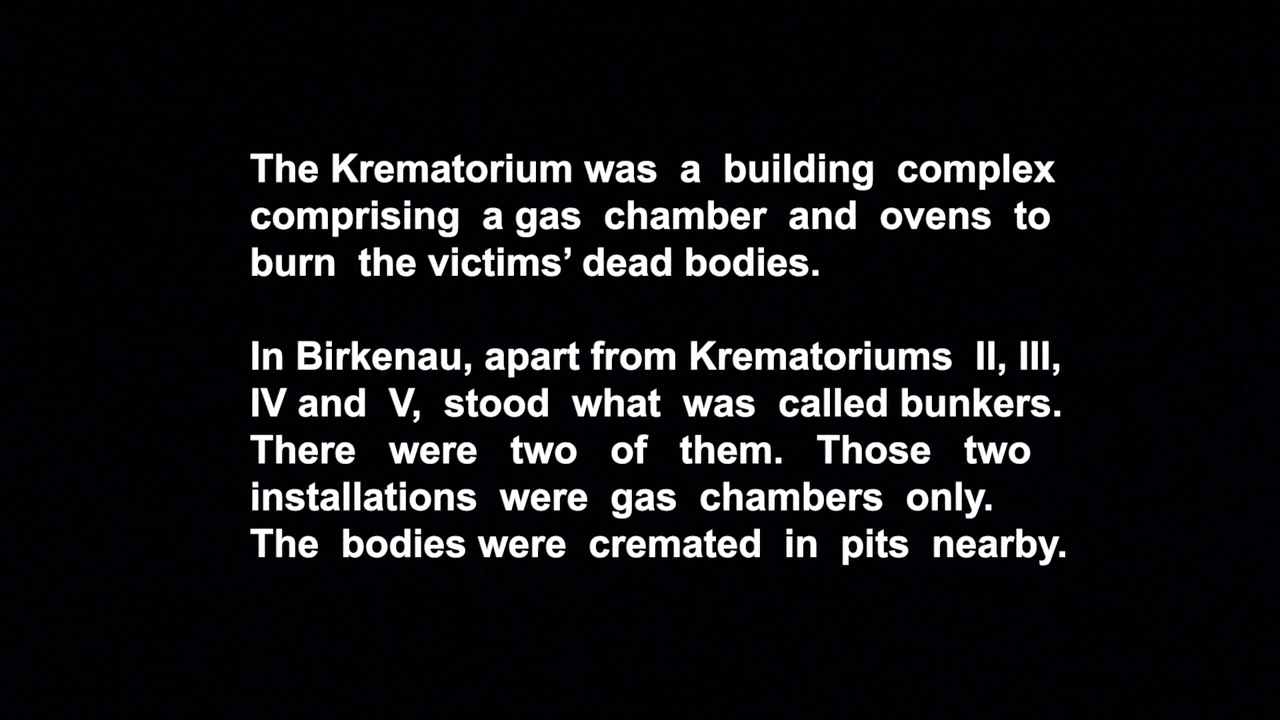 The Krematorium was a building complex
comprising a gas chamber and ovens to
burn the victims’ dead bodies.
In Birkenau, apart from Krematoriums II, III,
IV and V, stood what was called bunkers.
There were two of them. Those two
installations were gas chambers only.
The bodies were cremated in pits nearby.